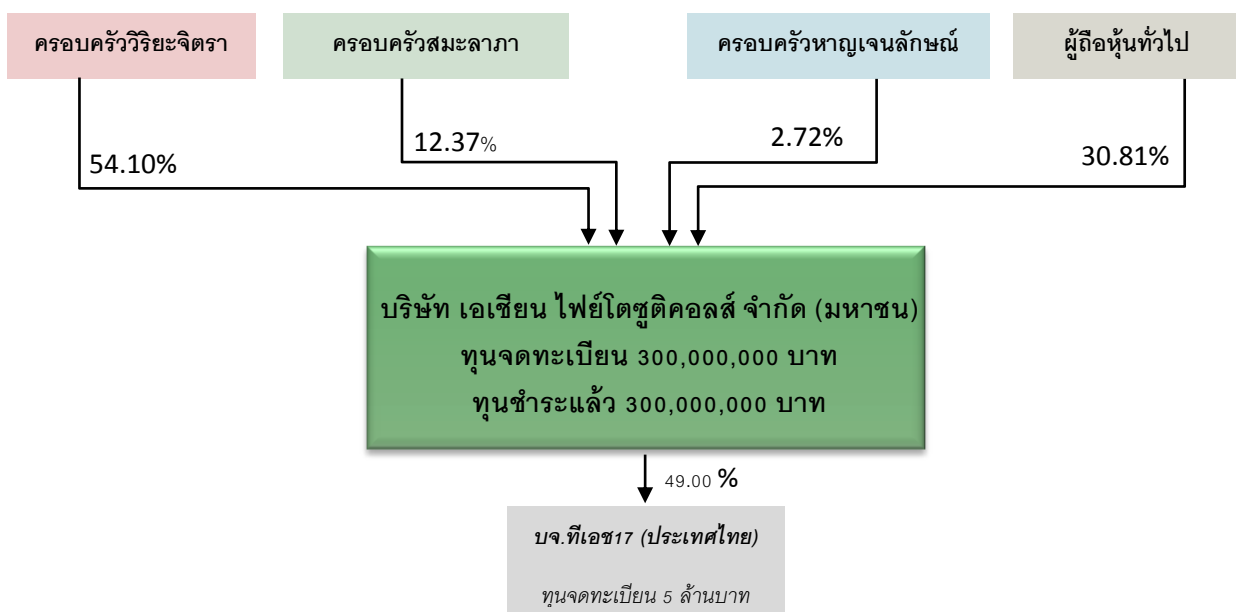 ครอบครัววิริยะจิตรา
ครอบครัวสมะลาภา
ครอบครัวหาญเจนลักษณ์
ผู้ถือหุ้นทั่วไป
54.10%
12.37%
2.72%
30.81%
บริษัท เอเชียน ไฟย์โตซูติคอลส์ จำกัด (มหาชน)
ทุนจดทะเบียน 300,000,000 บาท
ทุนชำระแล้ว 300,000,000 บาท
49.00 %
บจ.ทีเอช17 (ประเทศไทย)
ทุนจดทะเบียน 5 ล้านบาท